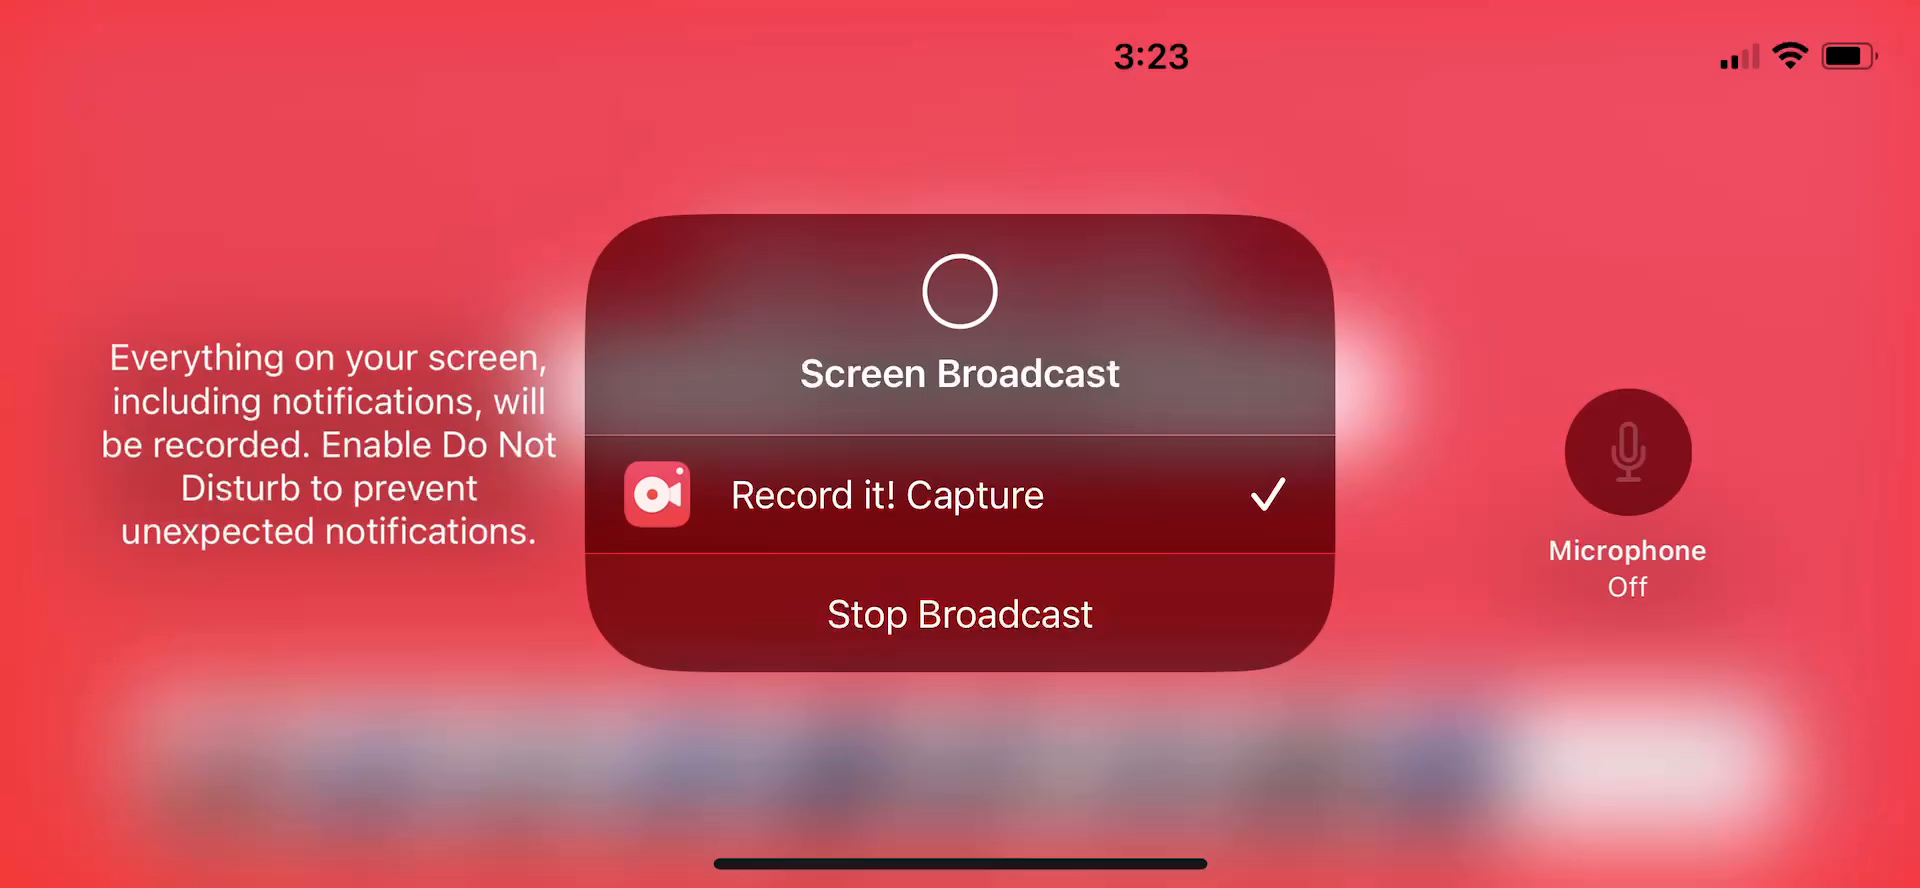 3:23
Everything on your screen,
including notifications, will
be recorded. Enable Do Not
Disturb to prevent
unexpected notifications.
Screen Broadcast
Record it! Capture
Stop Broadcast
Microphone
Off